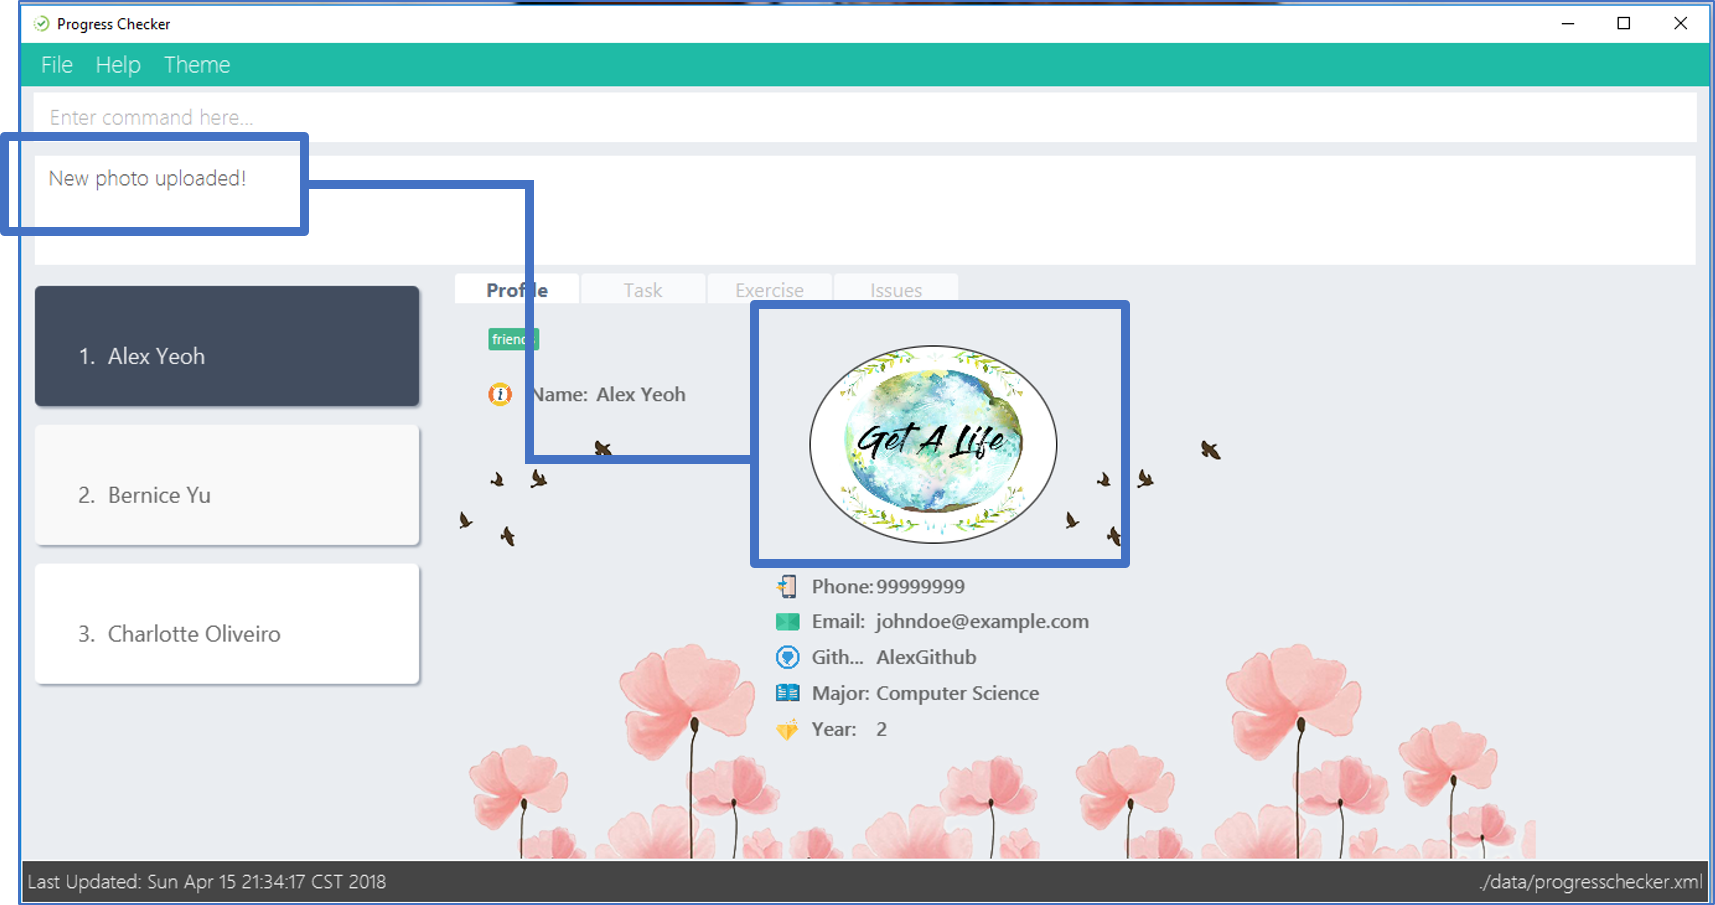 Progress Checker
File Help Theme
Enter command here...
New photo uploaded!
Profile Task Exercise Issues
friends
1. Alex Yeoh
Name: Alex Yeoh
Get A Life
2. Bernice Yu
Phone: 99999999
Email: johndoe@example.com
3. Charlotte Oliveiro
Gith... AlexGithub
Major: Computer Science
Year: 2
Last Updated: Sun Apr 15 21:34:17 CST 2018
./data/progresschecker.xml